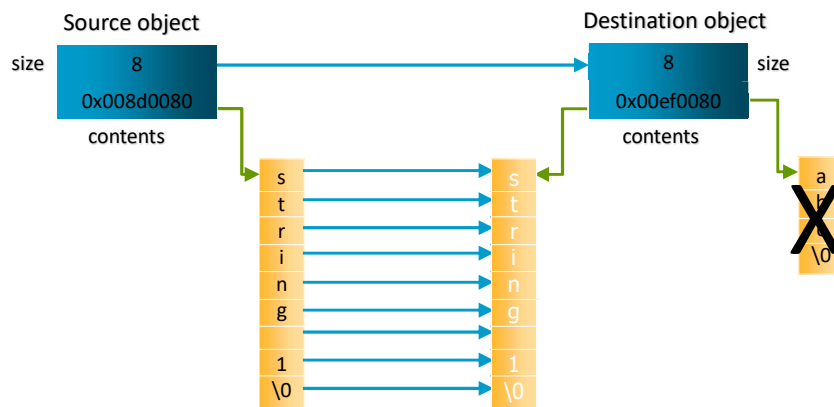 Source object
Destination object
size
8
0x008d0080
contents
8
size
0x00ef0080
contents
s
t
r
i
n
g
1
\0
s
t
r
i
n
g
1
\0
a
b
\0